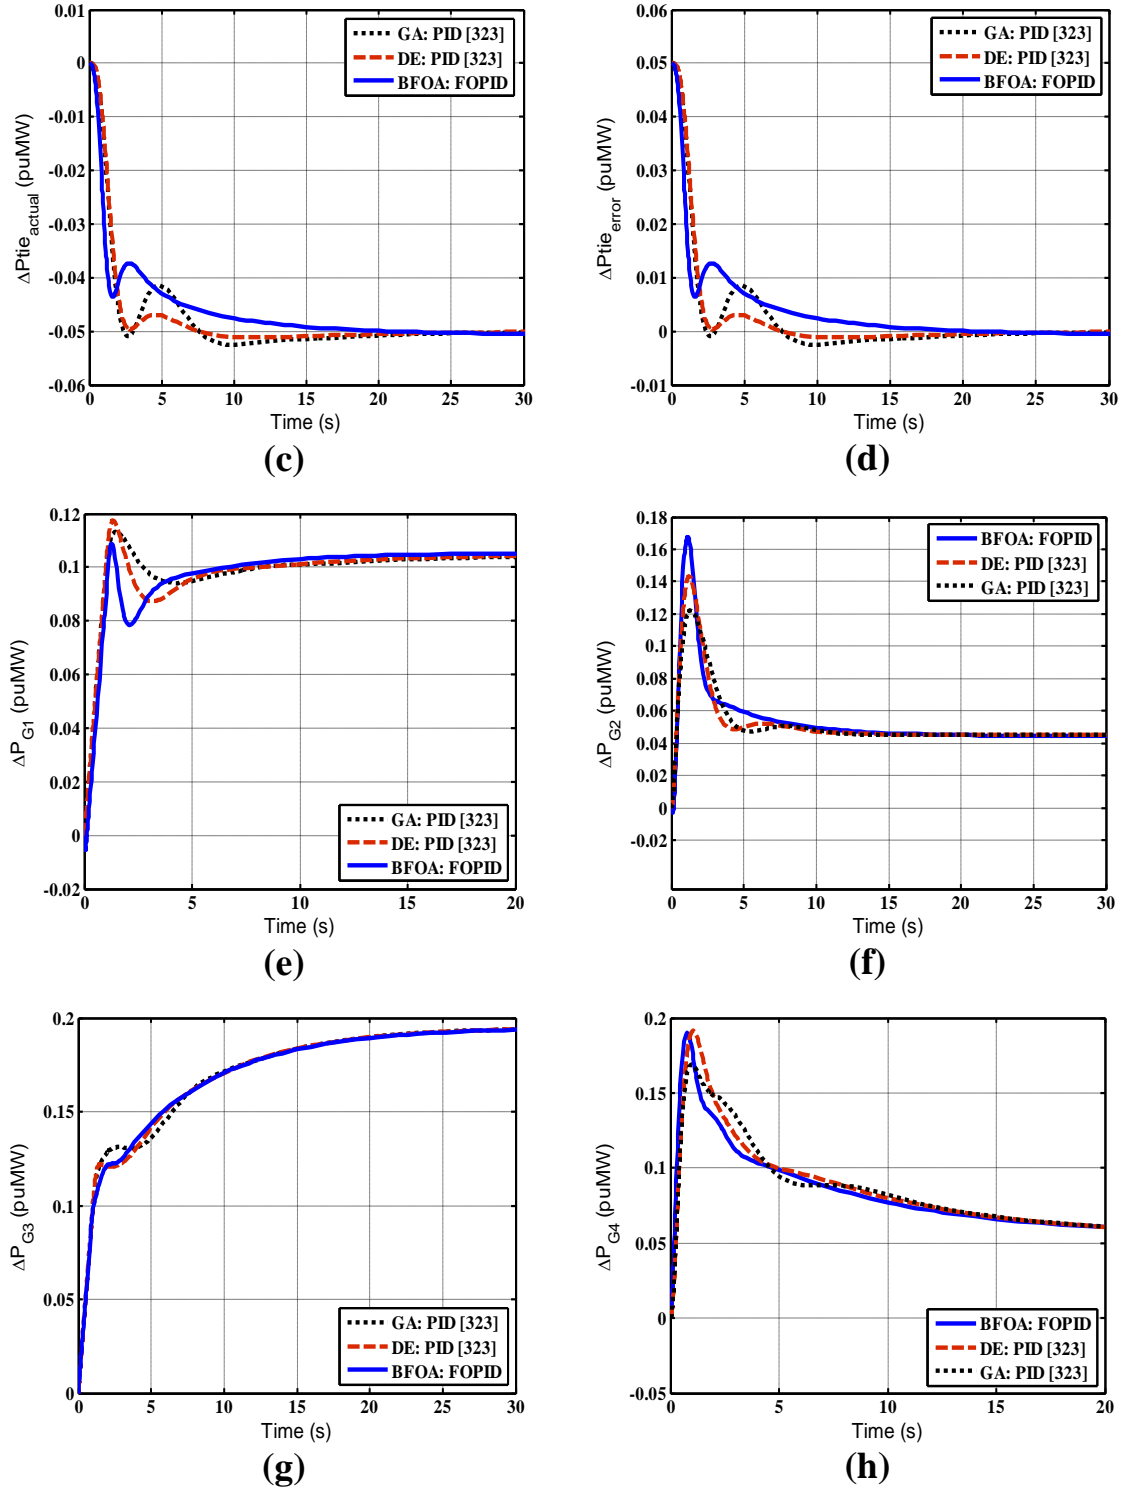 0.01
0
-0.01
-0.02
-0.03
-0.04
-0.05
-0.06
ΔPtie_actual (puMW)
GA: PID [323]
DE: PID [323]
BFOA: FOPID
0 5 10 15 20 25 30
Time (s)
(c)
0.06
0.05
0.04
0.03
0.02
0.01
0
-0.01
ΔPtie_error (puMW)
GA: PID [323]
DE: PID [323]
BFOA: FOPID
0 5 10 15 20 25 30
Time (s)
(d)
0.12
0.1
0.08
0.06
0.04
0.02
0
-0.02
ΔP_G1 (puMW)
GA: PID [323]
DE: PID [323]
BFOA: FOPID
0 5 10 15 20
Time (s)
(e)
0.18
0.16
0.14
0.12
0.1
0.08
0.06
0.04
0.02
0
-0.02
ΔP_G2 (puMW)
BFOA: FOPID
DE: PID [323]
GA: PID [323]
0 5 10 15 20 25 30
Time (s)
(f)
0.2
0.15
0.1
0.05
0
ΔP_G3 (puMW)
GA: PID [323]
DE: PID [323]
BFOA: FOPID
0 5 10 15 20 25 30
Time (s)
(g)
0.2
0.15
0.1
0.05
0
-0.05
ΔP_G4 (puMW)
BFOA: FOPID
DE: PID [323]
GA: PID [323]
0 5 10 15 20
Time (s)
(h)